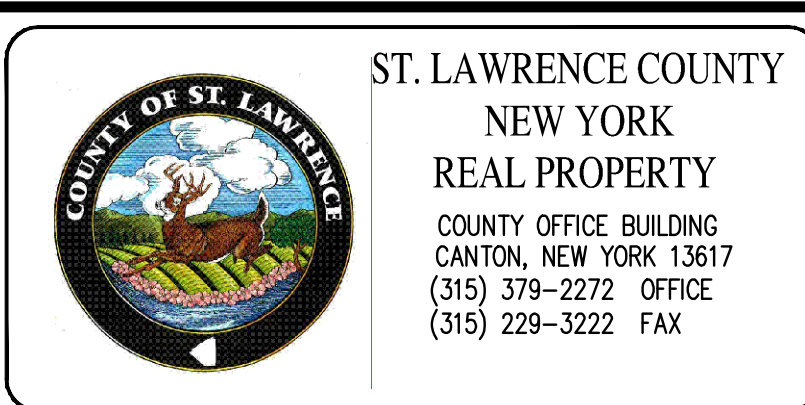 COUNTY OF ST. LAWRENCE
ST. LAWRENCE COUNTY
NEW YORK
REAL PROPERTY
COUNTY OFFICE BUILDING
CANTON, NEW YORK 13617
(315) 379-2272 OFFICE
(315) 229-3222 FAX